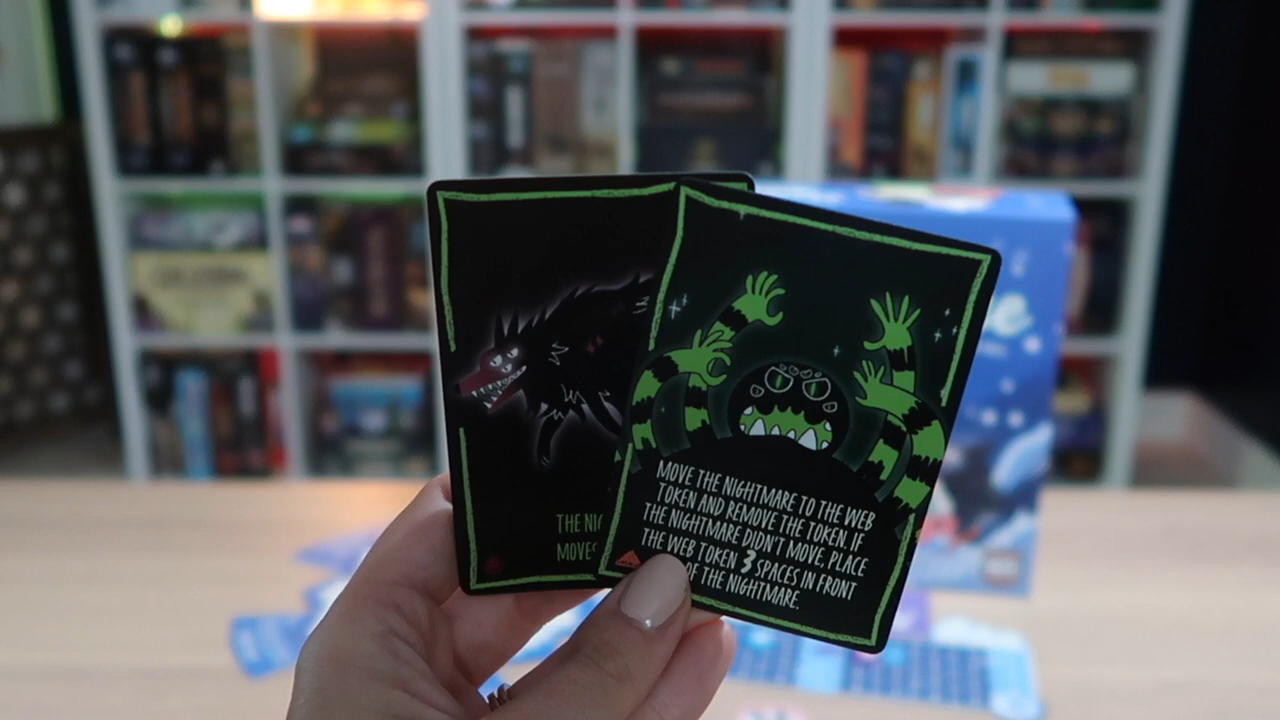 THE
MOVES
MOVE THE NIGHTMARE TO THE WEB
TOKEN AND REMOVE THE TOKEN. IF
THE NIGHTMARE DIDN'T MOVE, PLACE
THE WEB TOKEN 3 SPACES IN FRONT
OF THE NIGHTMARE.